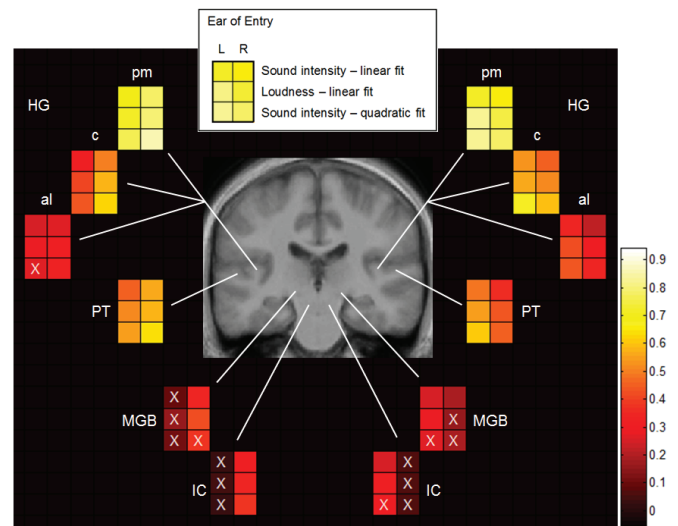 Ear of Entry
L R
Sound intensity – linear fit
Loudness – linear fit
Sound intensity – quadratic fit
pm
pm
HG
HG
c
c
al
al
X
PT
PT
0.9
0.8
0.7
0.6
0.5
0.4
0.3
0.2
0.1
0
X
MGB
X
X
MGB
X X
X X
X
X
IC
X
X
IC
X
X X